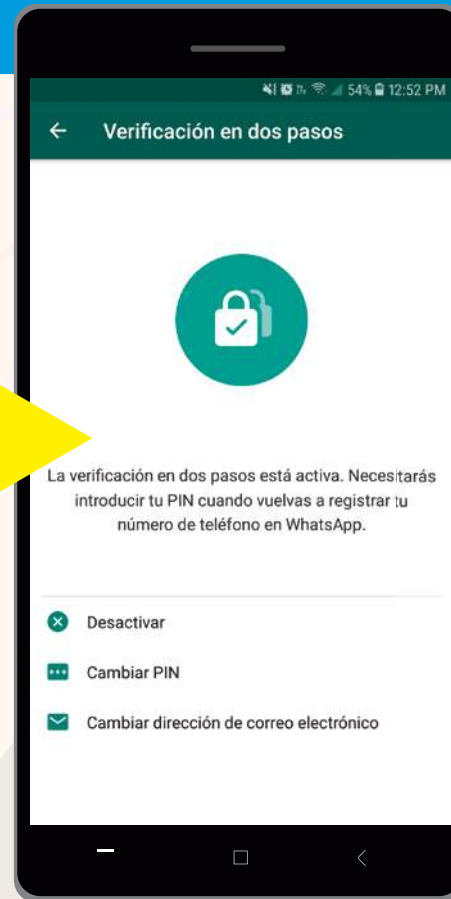 54% 12:52 PM
Verificación en dos pasos
La verificación en dos pasos está activa. Necesitarás
introducir tu PIN cuando vuelvas a registrar tu
número de teléfono en WhatsApp.
Desactivar
Cambiar PIN
Cambiar dirección de correo electrónico